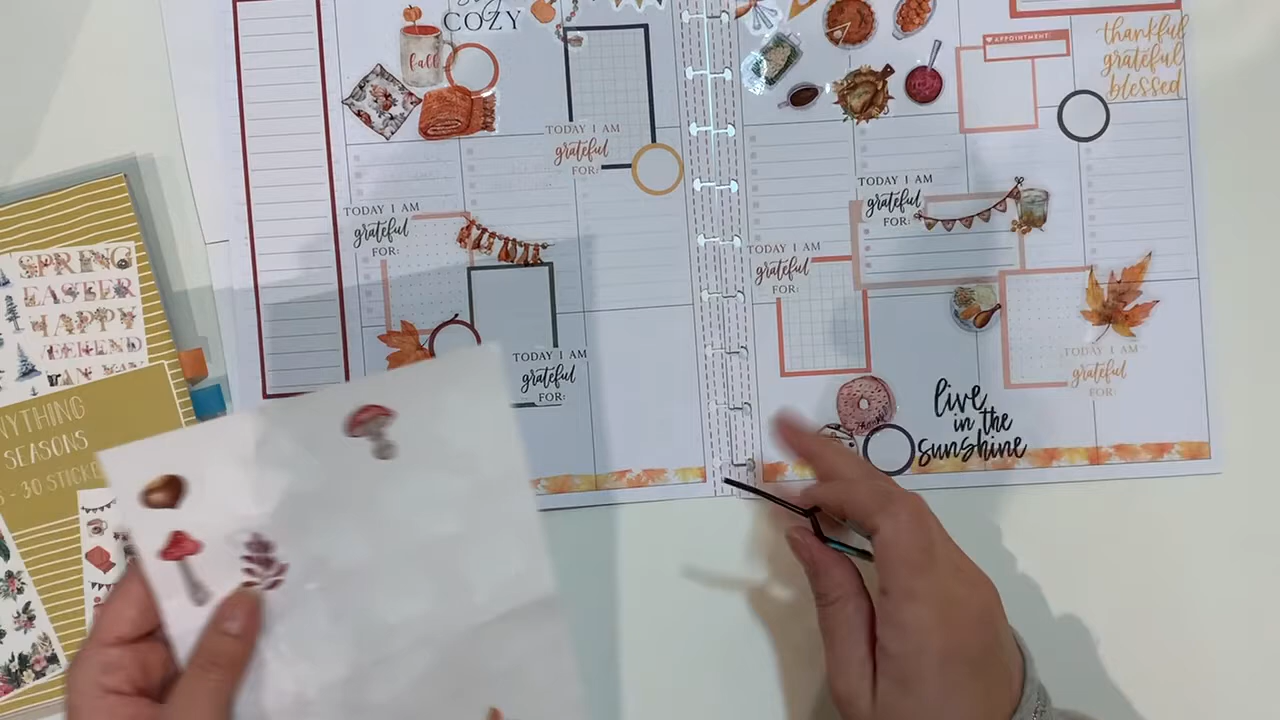 COZY
fall
TODAY I AM
grateful
FOR:
TODAY I AM
grateful
FOR:
TODAY I AM
grateful
FOR:
APPOINTMENT:
thankful
grateful
blessed
TODAY I AM
grateful
FOR:
TODAY I AM
grateful
FOR:
TODAY I AM
grateful
FOR:
live
in the
sunshine
SPRING
EASTER
HAPPY
SEASONS